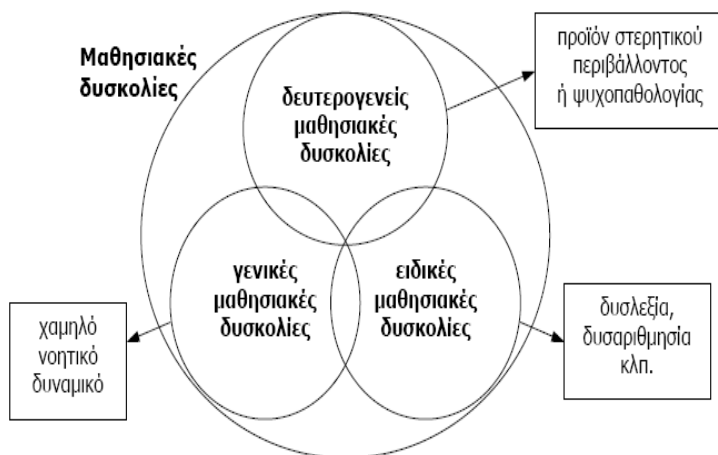 Μαθησιακές
δυσκολίες
δευτερογενείς
μαθησιακές
δυσκολίες
προϊόν στερητικού
περιβάλλοντος
ή ψυχοπαθολογίας
γενικές
μαθησιακές
δυσκολίες
ειδικές
μαθησιακές
δυσκολίες
χαμηλό
νοητικό
δυναμικό
δυσλεξία,
δυσαριθμησία
κλπ.